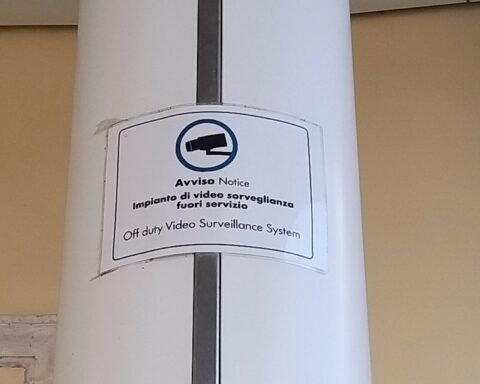 Avviso Notice
Impianto di video sorveglianza
fuori servizio
Off duty Video Surveillance System